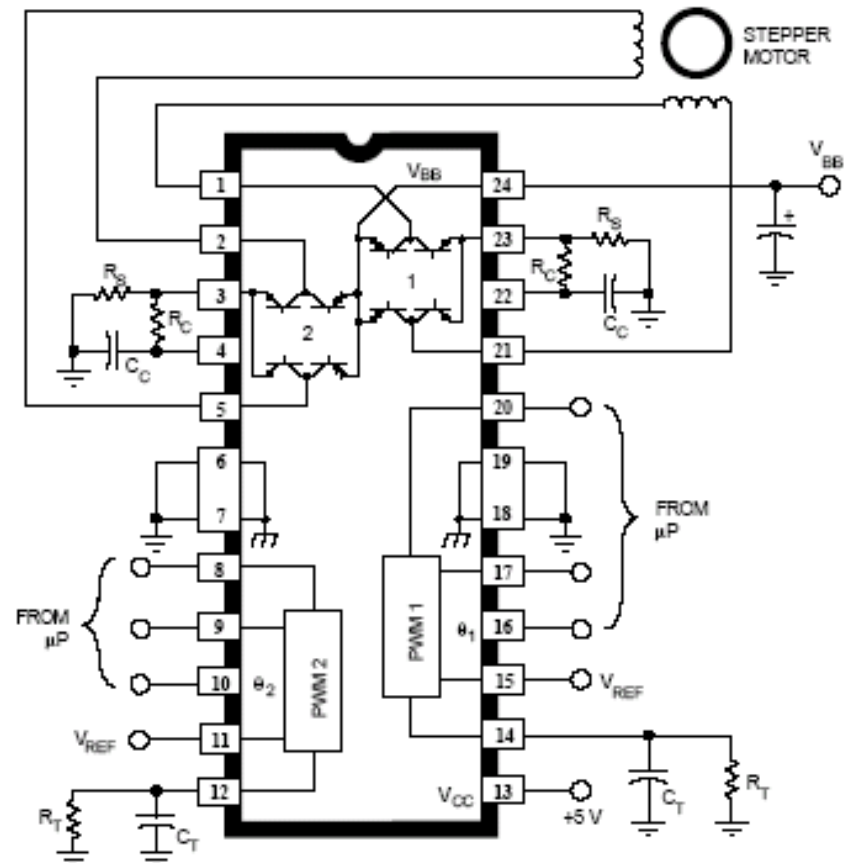 STEPPER
MOTOR
V_BB
V_BB
1
24
R_S
2
23
R_C
1
R_S
3
22
C_C
R_C
2
4
21
C_C
5
20
6
19
FROM
µP
7
18
8
17
FROM
µP
PWM 1
9
θ_1
16
10
θ_2
PWM 2
15
V_REF
V_REF
11
14
12
V_CC
13
+5 V
C_T
R_T
R_T
C_T